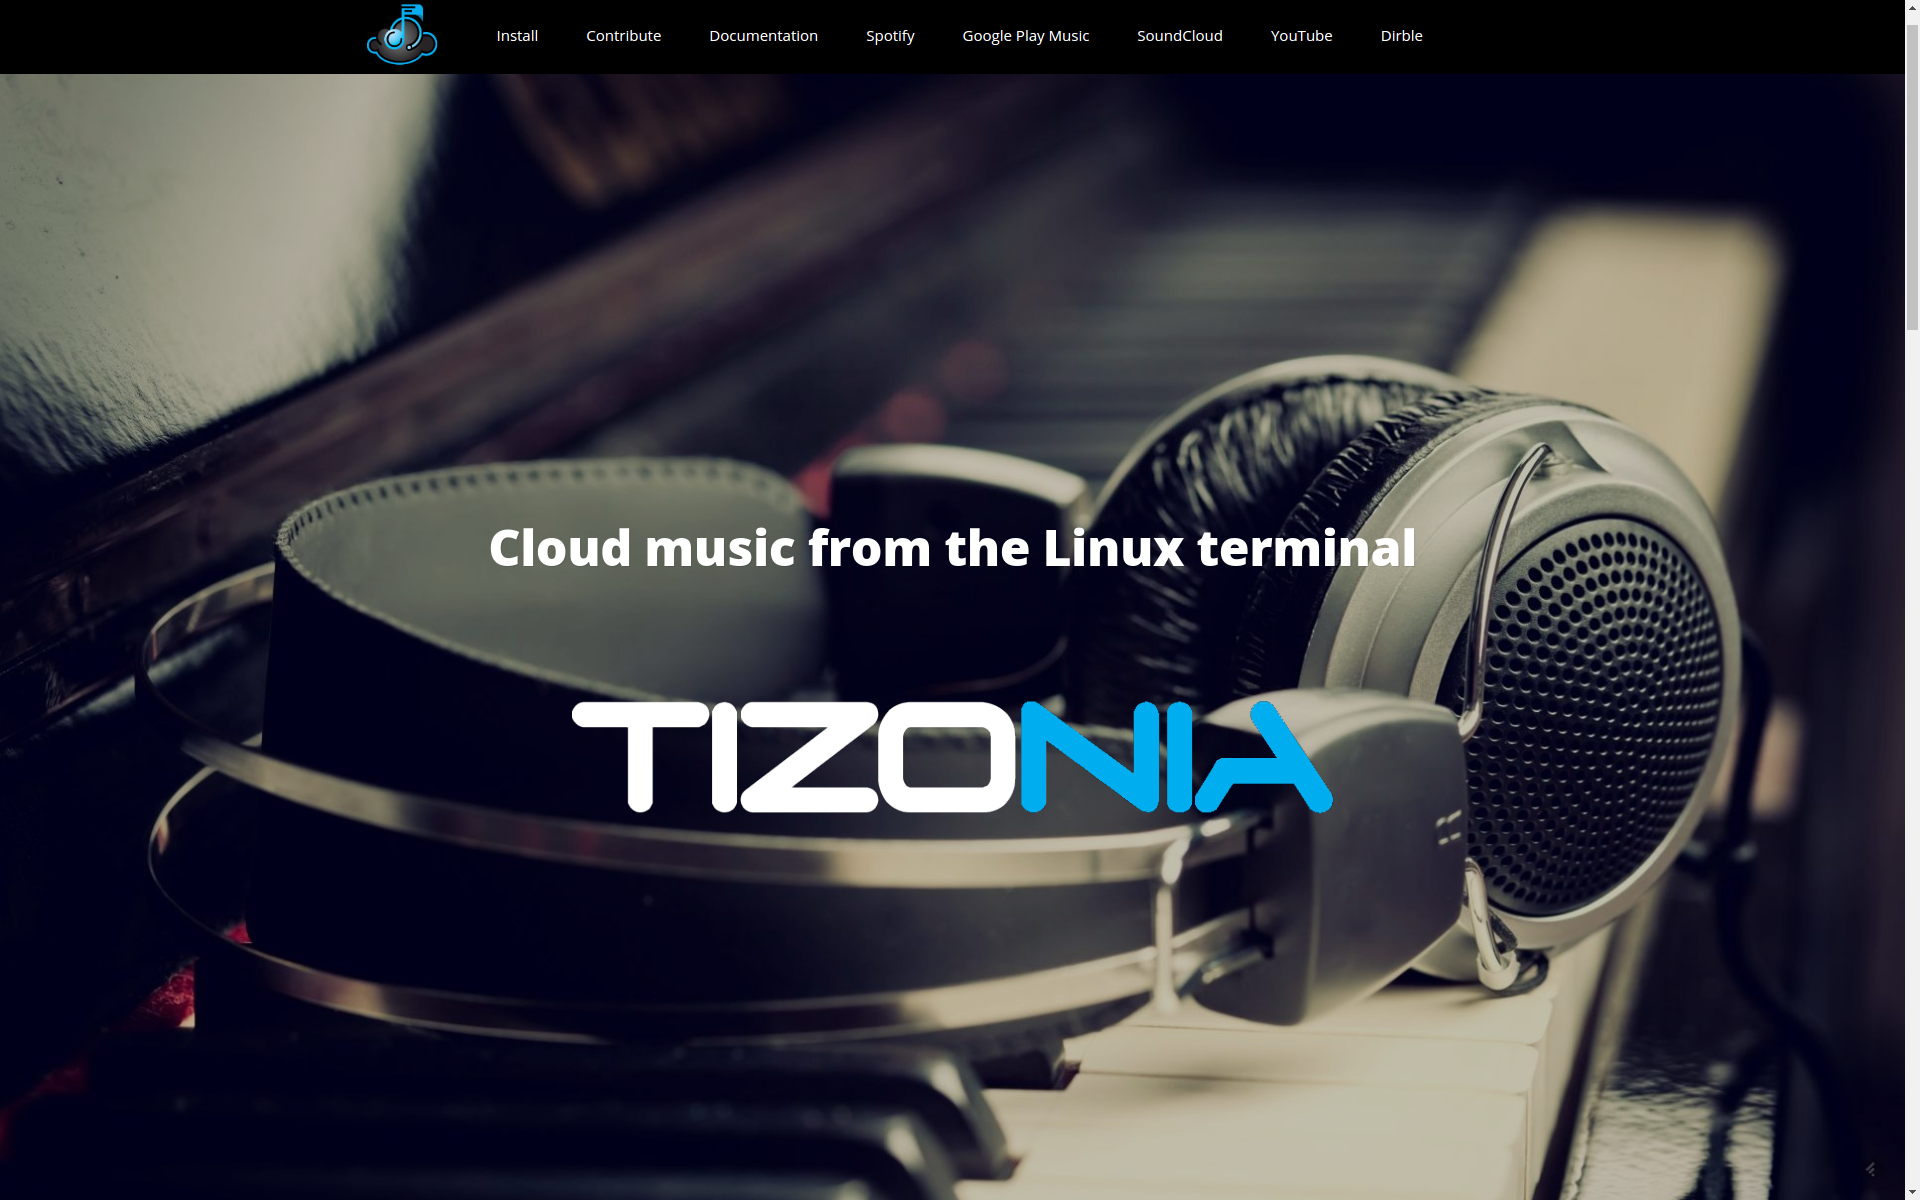 Install Contribute Documentation Spotify Google Play Music SoundCloud YouTube Dirble
Cloud music from the Linux terminal
TIZONIA